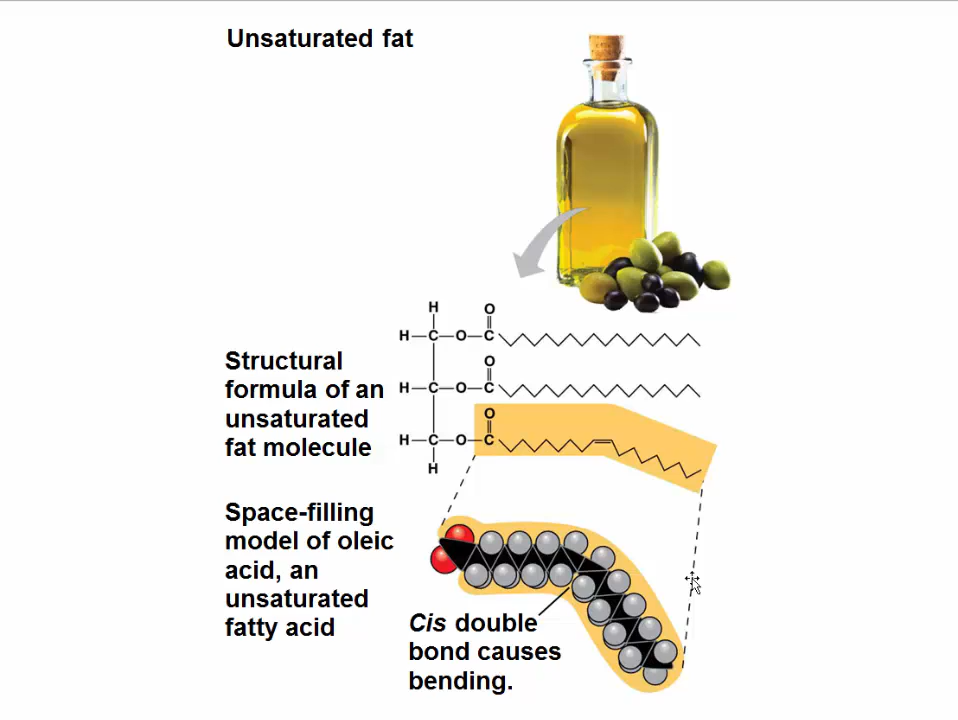 Unsaturated fat
H O
H C O C
O
Structural
formula of an
unsaturated
fat molecule
H C O C
O
H C O C
H
Space-filling
model of oleic
acid, an
unsaturated
fatty acid
Cis double
bond causes
bending.